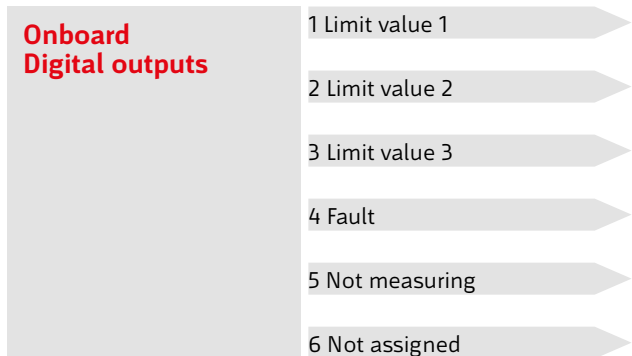 Onboard
Digital outputs
1 Limit value 1
2 Limit value 2
3 Limit value 3
4 Fault
5 Not measuring
6 Not assigned